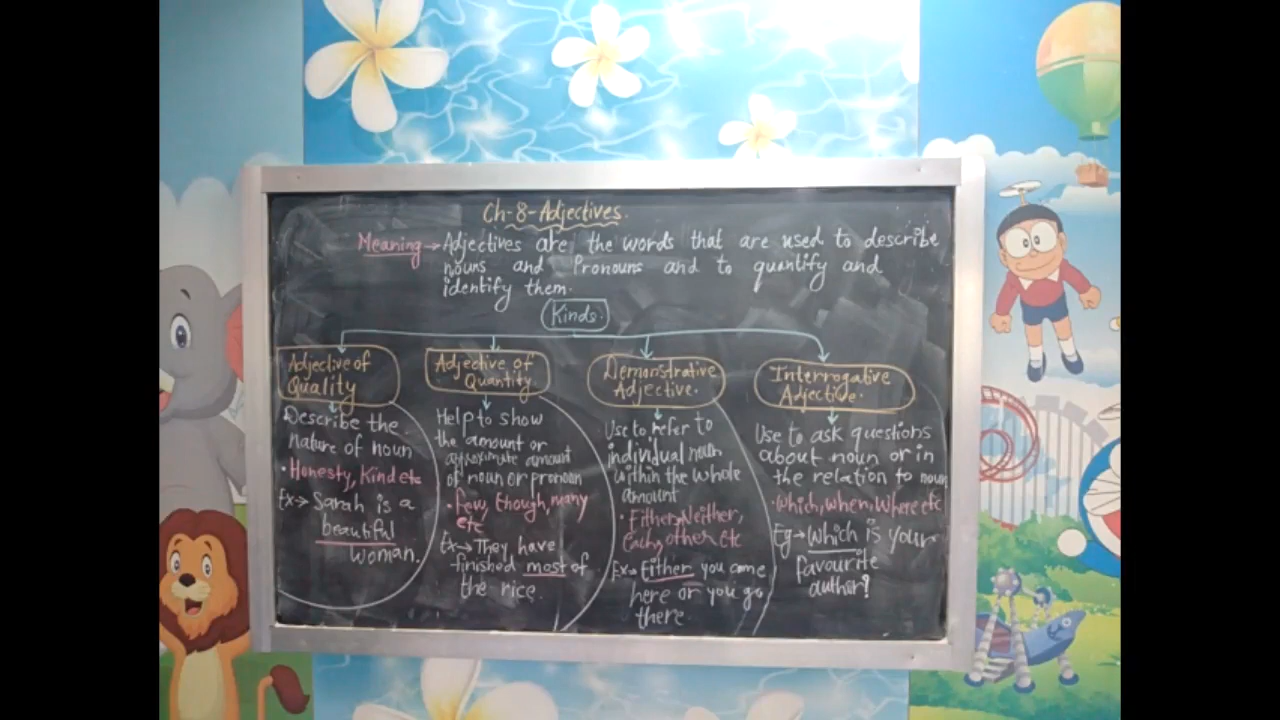 Ch-8-Adjectives.
Meaning → Adjectives are the words that are used to describe
nouns and Pronouns and to quantify and
identify them.
Kinds.
Adjective of
Quality
Describe the
nature of noun
• Honesty, Kind etc
Ex → Sarah is a
beautiful
woman.
Adjective of
Quantity.
Help to show
the amount or
approximate amount
of noun or pronoun
• Few, though, many
etc
Ex → They have
finished most of
the rice.
Demonstrative
Adjective.
Use to refer to
individual noun
within the whole
amount
• Either, Neither,
each, other etc
Ex → Either you come
here or you go
there.
Interrogative
Adjective.
Use to ask questions
about noun or in
the relation to noun
• Which, when, Where etc
Eg → Which is your
favourite
author?